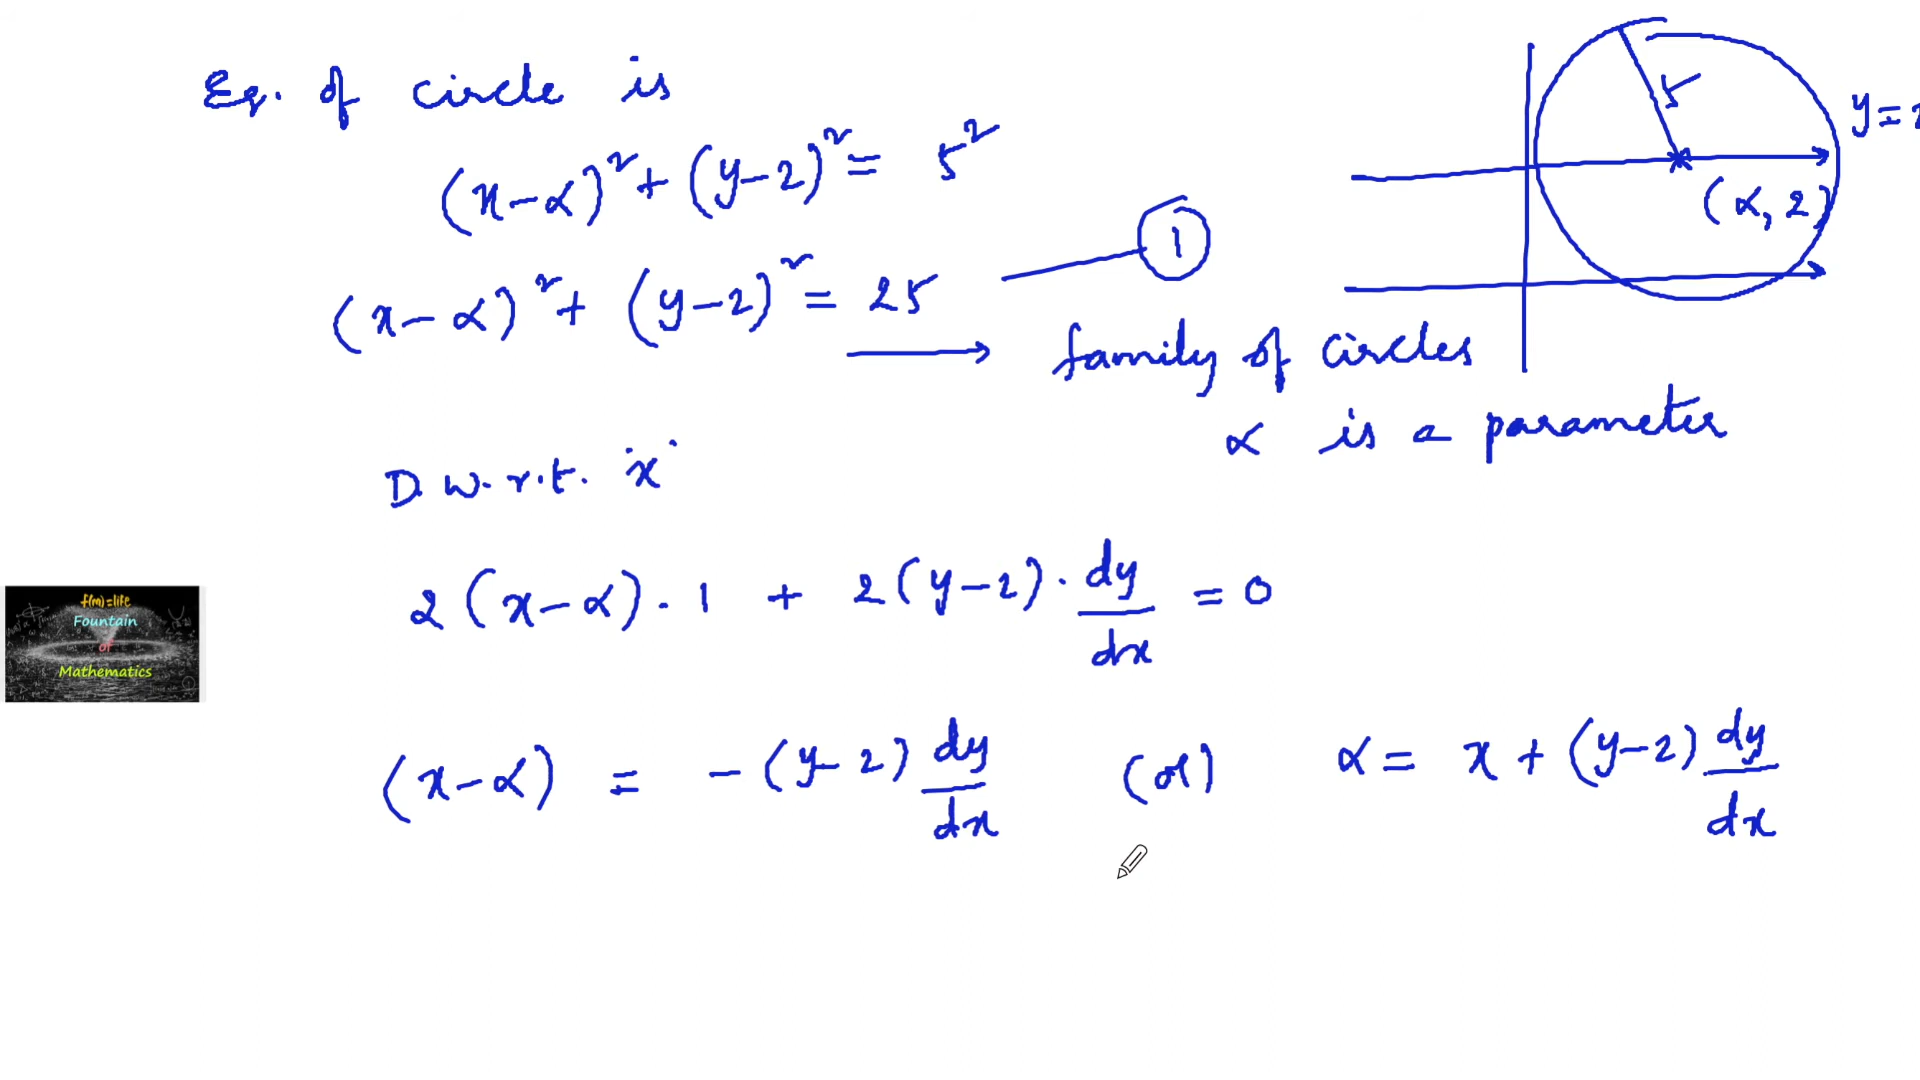 Eq. of circle is
(x-α)²+(y-2)²= 5²
(x-α)²+ (y-2)² = 25
1
family of circles
α is a parameter
D. w.r.t. 'x'
2(x-α).1 + 2(y-2).dy/dx = 0
(x-α) = -(y-2) dy/dx (or) α = x + (y-2) dy/dx
y=
(α, 2)
f(m)=life
Fountain
of
Mathematics